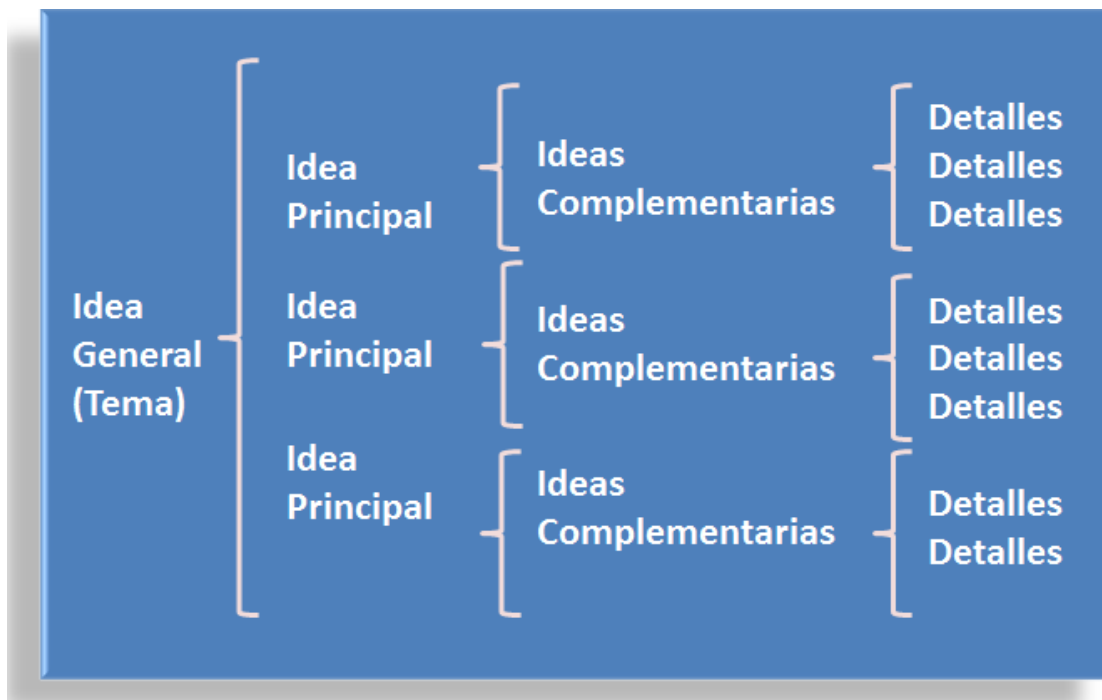 Idea
General
(Tema)
Idea
Principal
Ideas
Complementarias
Detalles
Detalles
Detalles
Idea
Principal
Ideas
Complementarias
Detalles
Detalles
Detalles
Idea
Principal
Ideas
Complementarias
Detalles
Detalles